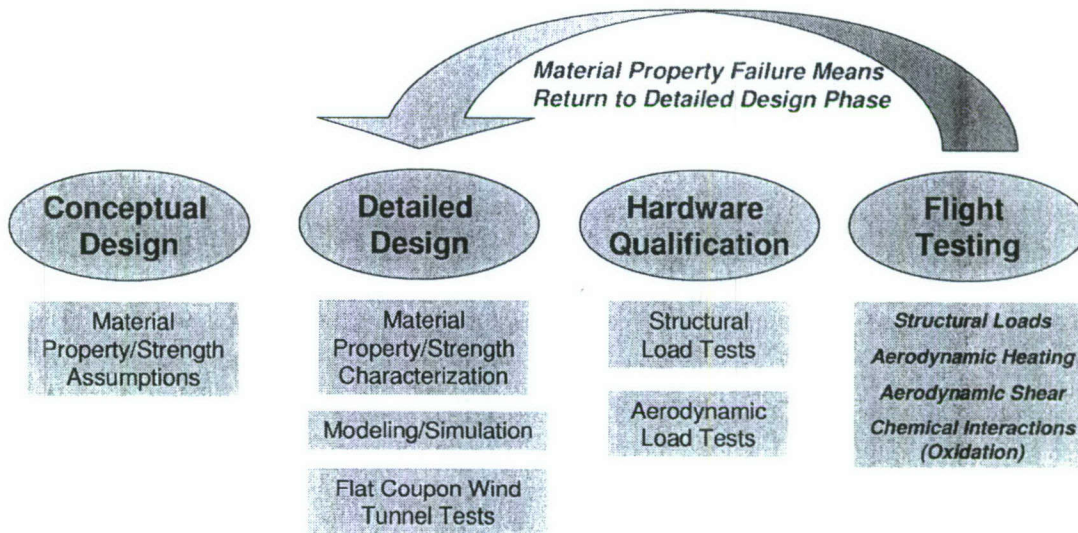 Material Property Failure Means
Return to Detailed Design Phase
Conceptual
Design
Detailed
Design
Hardware
Qualification
Flight
Testing
Material
Property/Strength
Assumptions
Material
Property/Strength
Characterization
Modeling/Simulation
Flat Coupon Wind
Tunnel Tests
Structural
Load Tests
Aerodynamic
Load Tests
Structural Loads
Aerodynamic Heating
Aerodynamic Shear
Chemical Interactions
(Oxidation)